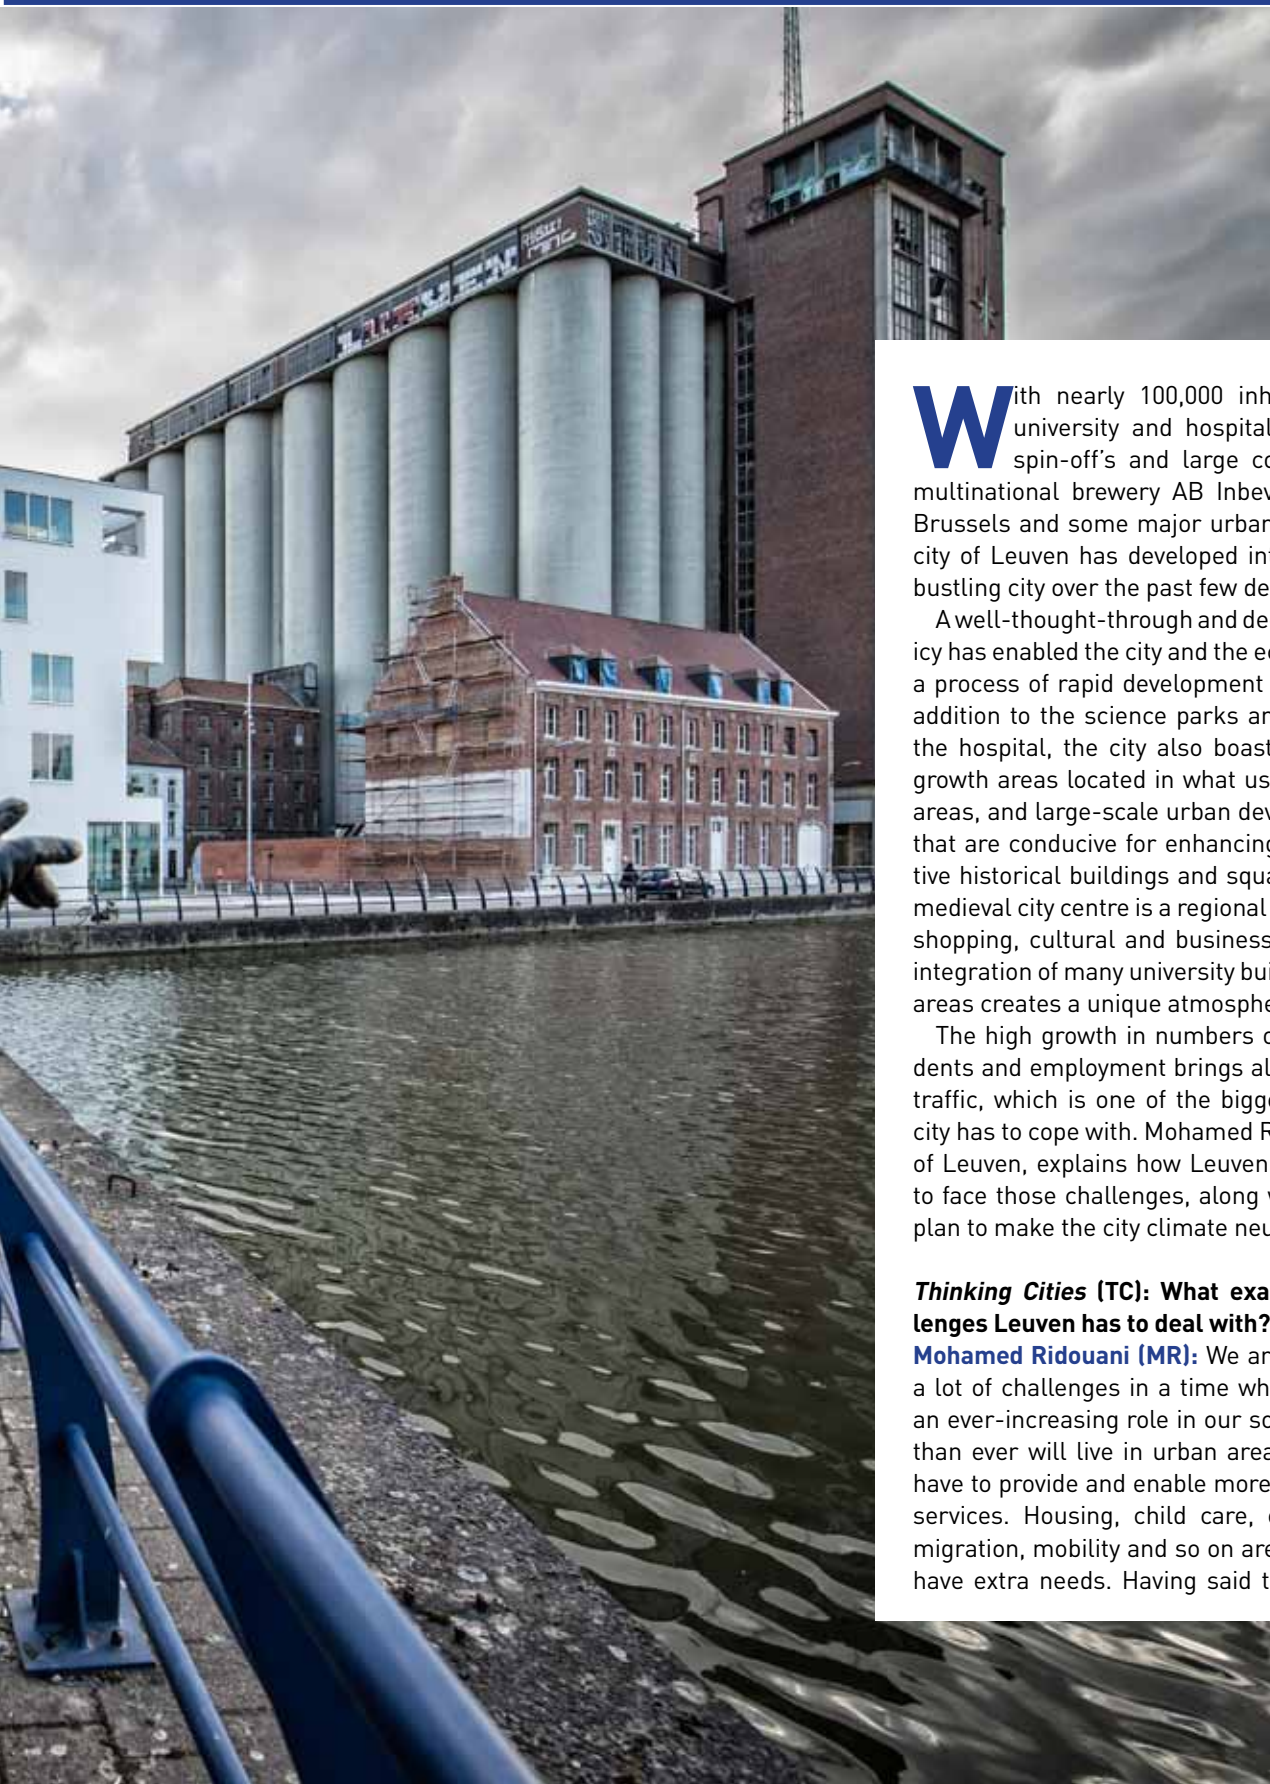 With nearly 100,000 inh
university and hospital
spin-off's and large co
multinational brewery AB Inbev
Brussels and some major urban
city of Leuven has developed int
bustling city over the past few de
A well-thought-through and de
icy has enabled the city and the ec
a process of rapid development
addition to the science parks an
the hospital, the city also boast
growth areas located in what us
areas, and large-scale urban dev
that are conducive for enhancing
tive historical buildings and squa
medieval city centre is a regional
shopping, cultural and business
integration of many university bui
areas creates a unique atmosphe
The high growth in numbers o
dents and employment brings al
traffic, which is one of the bigge
city has to cope with. Mohamed R
of Leuven, explains how Leuven
to face those challenges, along w
plan to make the city climate neu
Thinking Cities (TC): What exa
lenges Leuven has to deal with?
Mohamed Ridouani (MR): We ar
a lot of challenges in a time wh
an ever-increasing role in our so
than ever will live in urban area
have to provide and enable more
services. Housing, child care, e
migration, mobility and so on are
have extra needs. Having said t